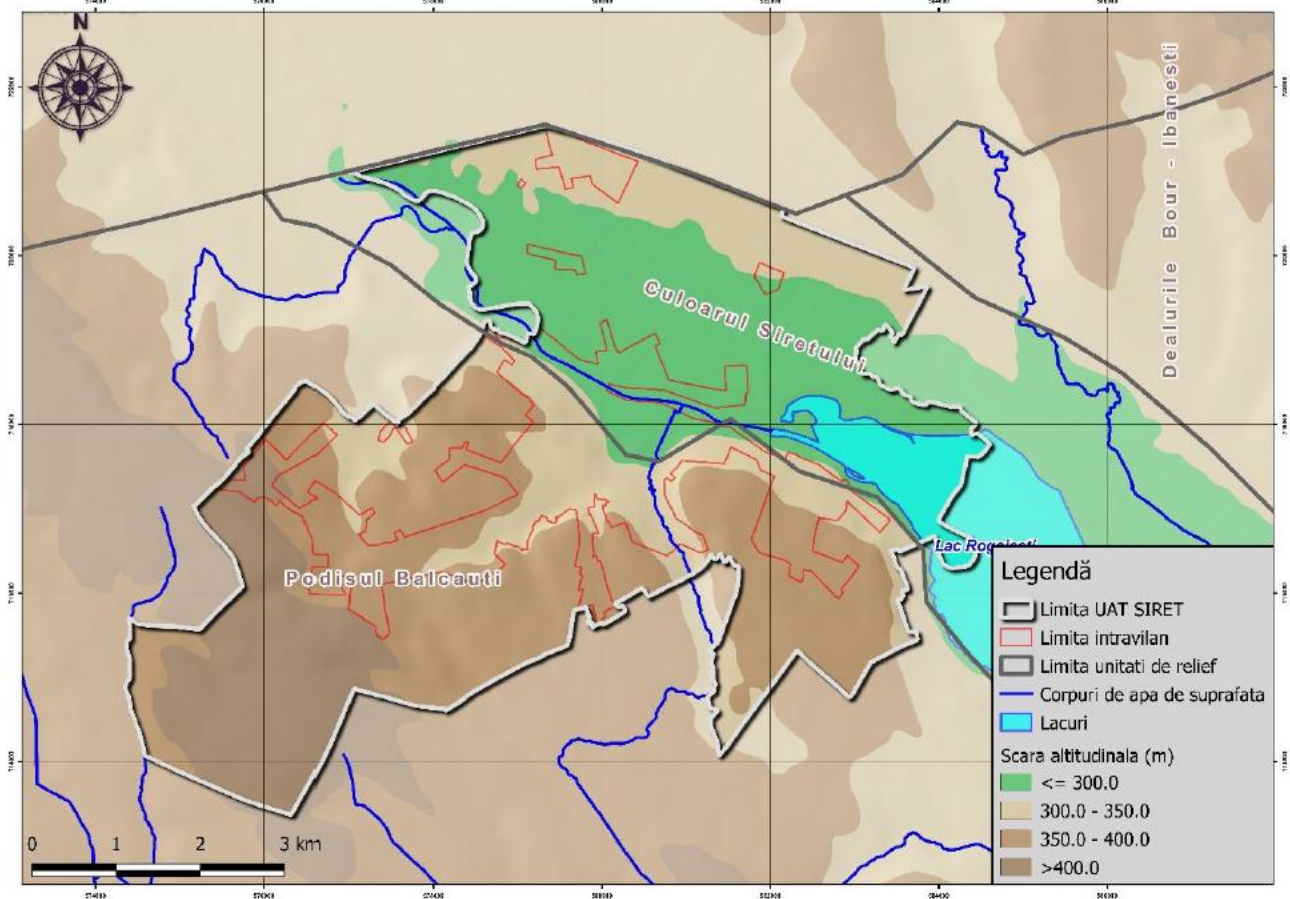 N
Dealurile Bour - Ibanesti
Culoarul Siretului
Podisul Balcauti
Legendă
Limita UAT SIRET
Limita intravilan
Limita unitati de relief
Corpuri de apa de suprafata
Lacuri
Scara altitudinala (m)
<= 300.0
300.0 - 350.0
350.0 - 400.0
>400.0
Lac
0 1 2 3 km